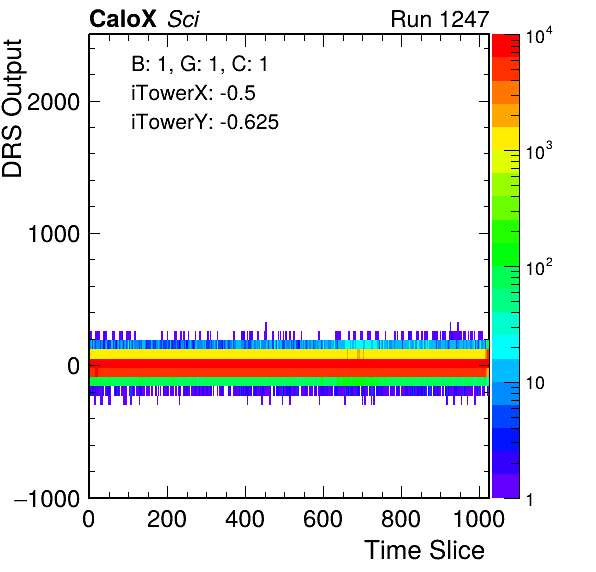 CaloX Sci Run 1247
B: 1, G: 1, C: 1
iTowerX: -0.5
iTowerY: -0.625
DRS Output
2000
1000
0
−1000
0 200 400 600 800 1000
Time Slice
10^4
10^3
10^2
10
1